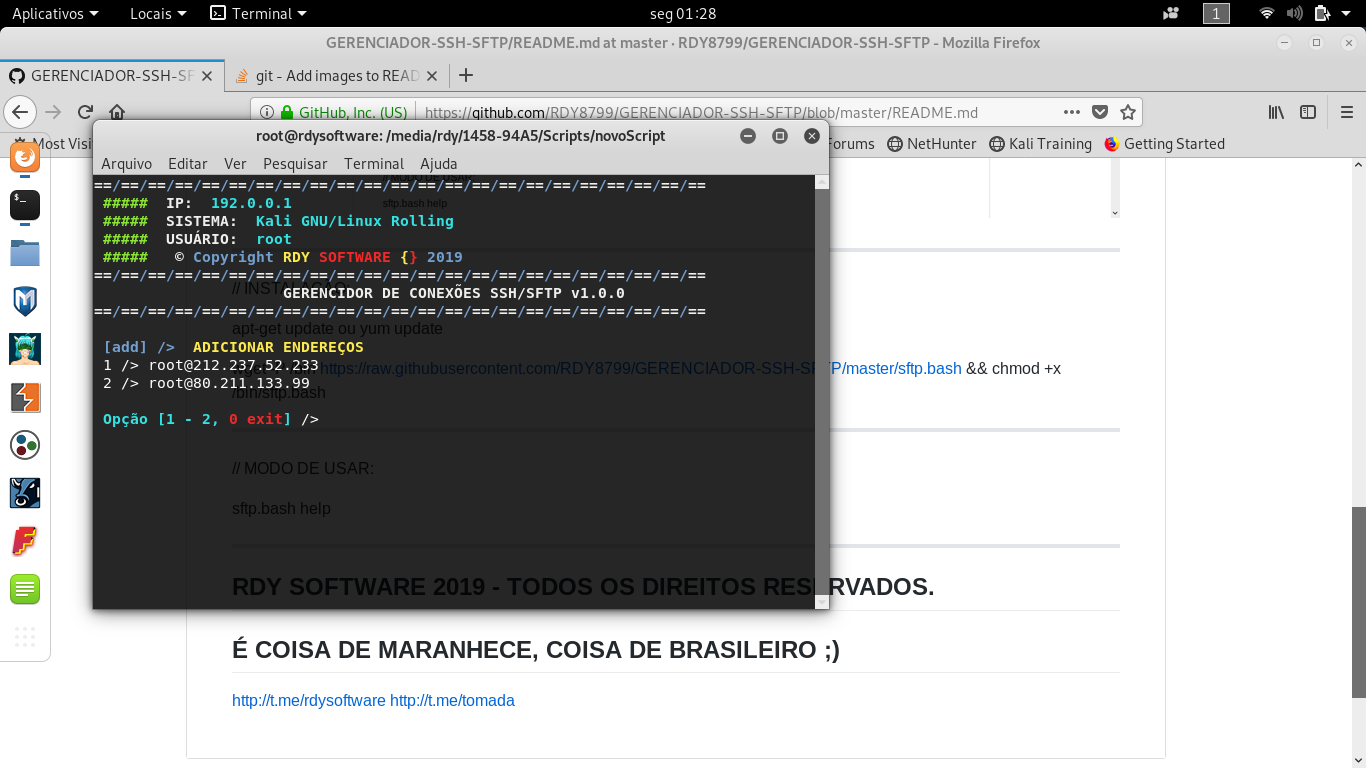 Aplicativos Locais Terminal seg 01:28 1
GERENCIADOR-SSH-SFTP/README.md at master · RDY8799/GERENCIADOR-SSH-SFTP - Mozilla Firefox
GERENCIADOR-SSH-SF git - Add images to READ
GitHub, Inc. (US) https://github.com/RDY8799/GERENCIADOR-SSH-SFTP/blob/master/README.md
Most Visi Forums NetHunter Kali Training Getting Started
root@rdysoftware: /media/rdy/1458-94A5/Scripts/novoScript
Arquivo Editar Ver Pesquisar Terminal Ajuda
// MODO DE USAR:
==/==/==/==/==/==/==/==/==/==/==/==/==/==/==/==/==/==/==/==/==/==/==
##### IP: 192.0.0.1
sftp.bash help
##### SISTEMA: Kali GNU/Linux Rolling
##### USUÁRIO: root
##### © Copyright RDY SOFTWARE {} 2019
==/==/==/==/==/==/==/==/==/==/==/==/==/==/==/==/==/==/==/==/==/==/==
// INSTALAÇÃO:
GERENCIDOR DE CONEXÕES SSH/SFTP v1.0.0
==/==/==/==/==/==/==/==/==/==/==/==/==/==/==/==/==/==/==/==/==/==/==
apt-get update ou yum update
[add] /> ADICIONAR ENDEREÇOS
1 /> root@212.237.52.233
https://raw.githubusercontent.com/RDY8799/GERENCIADOR-SSH-SFTP/master/sftp.bash && chmod +x
2 /> root@80.211.133.99
/bin/sftp.bash
Opção [1 - 2, 0 exit] />
// MODO DE USAR:
sftp.bash help
RDY SOFTWARE 2019 - TODOS OS DIREITOS RESERVADOS.
É COISA DE MARANHECE, COISA DE BRASILEIRO ;)
http://t.me/rdysoftware http://t.me/tomada